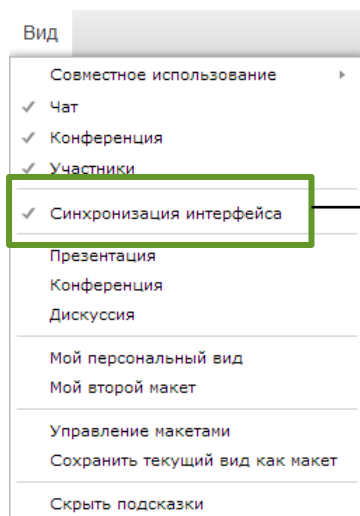 Вид
Совместное использование
Чат
Конференция
Участники
Синхронизация интерфейса
Презентация
Конференция
Дискуссия
Мой персональный вид
Мой второй макет
Управление макетами
Сохранить текущий вид как макет
Скрыть подсказки